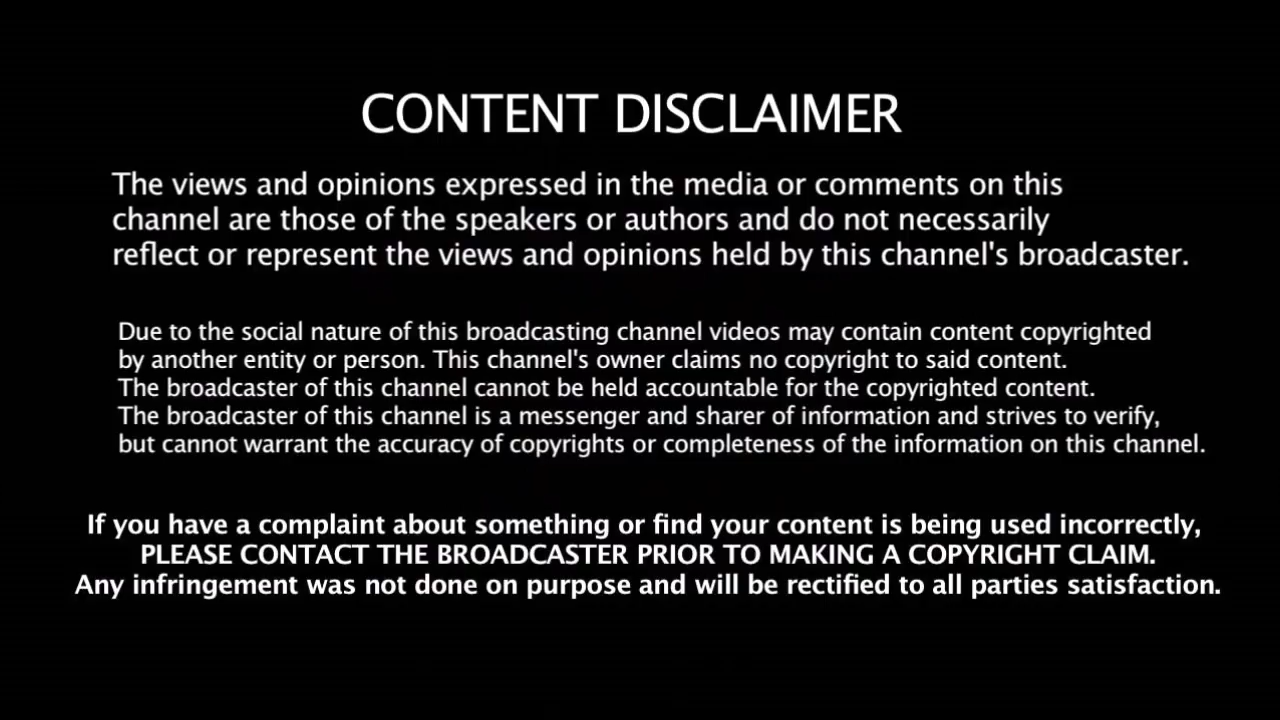 CONTENT DISCLAIMER
The views and opinions expressed in the media or comments on this
channel are those of the speakers or authors and do not necessarily
reflect or represent the views and opinions held by this channel's broadcaster.
Due to the social nature of this broadcasting channel videos may contain content copyrighted
by another entity or person. This channel's owner claims no copyright to said content.
The broadcaster of this channel cannot be held accountable for the copyrighted content.
The broadcaster of this channel is a messenger and sharer of information and strives to verify,
but cannot warrant the accuracy of copyrights or completeness of the information on this channel.
If you have a complaint about something or find your content is being used incorrectly,
PLEASE CONTACT THE BROADCASTER PRIOR TO MAKING A COPYRIGHT CLAIM.
Any infringement was not done on purpose and will be rectified to all parties satisfaction.